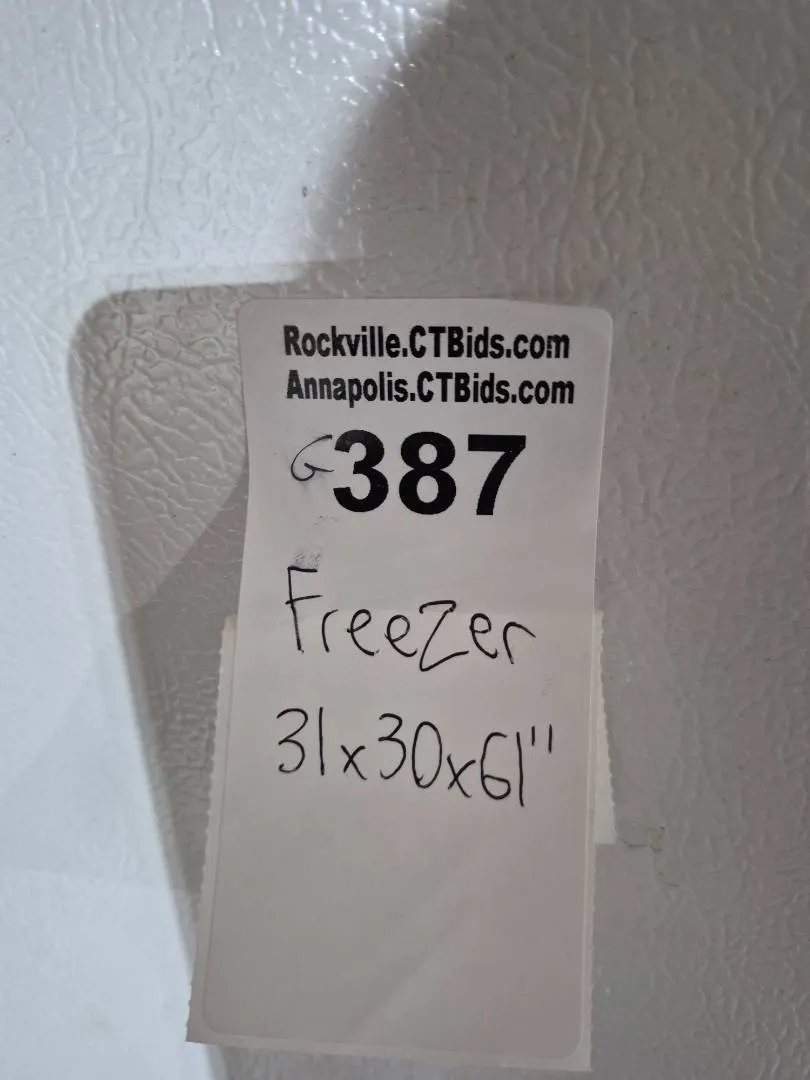 Rockville.CTBids.com
Annapolis.CTBids.com
G387
Freezer
31x30x61"